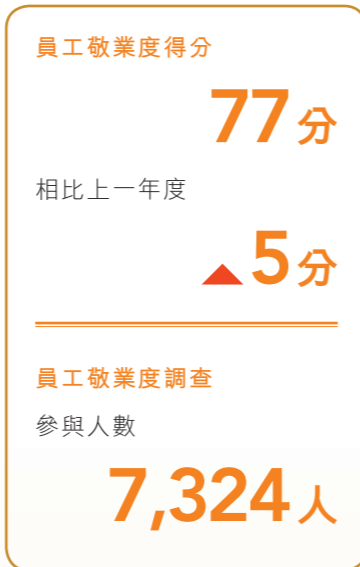 員工敬業度得分
77分
相比上一年度
▲5分
員工敬業度調查
參與人數
7,324人